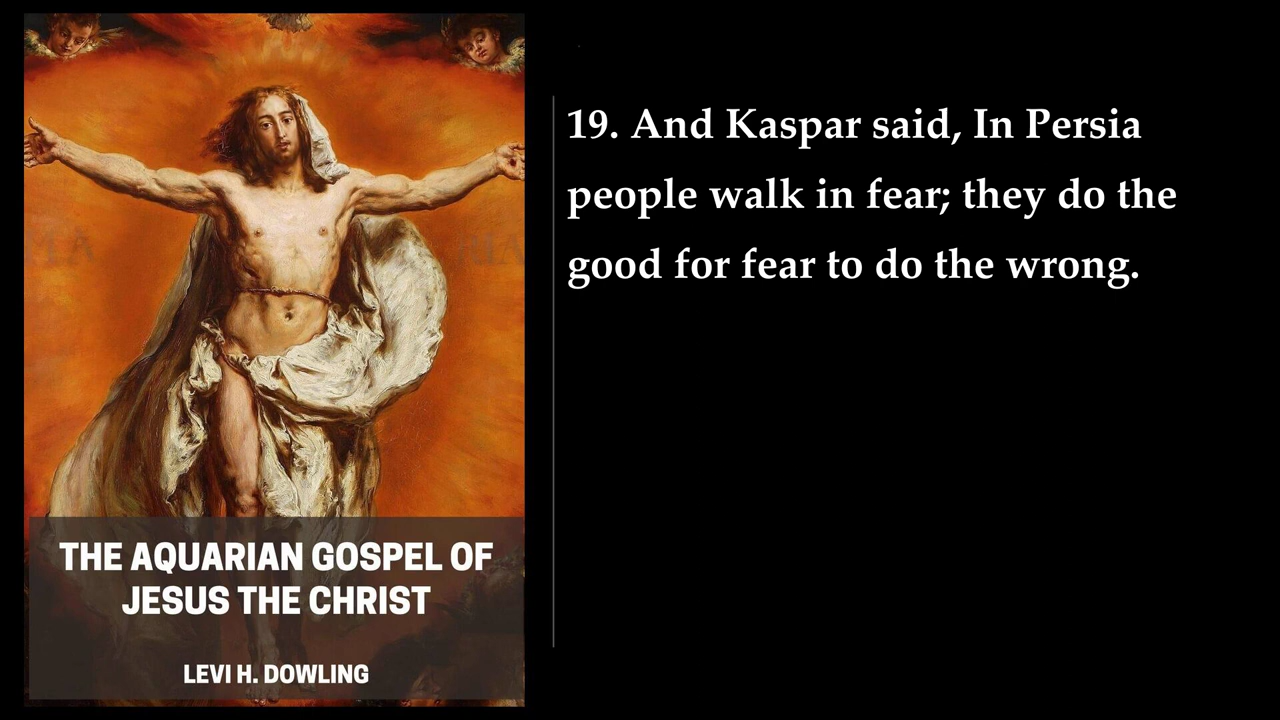 THE AQUARIAN GOSPEL OF
JESUS THE CHRIST
LEVI H. DOWLING
19. And Kaspar said, In Persia
people walk in fear; they do the
good for fear to do the wrong.